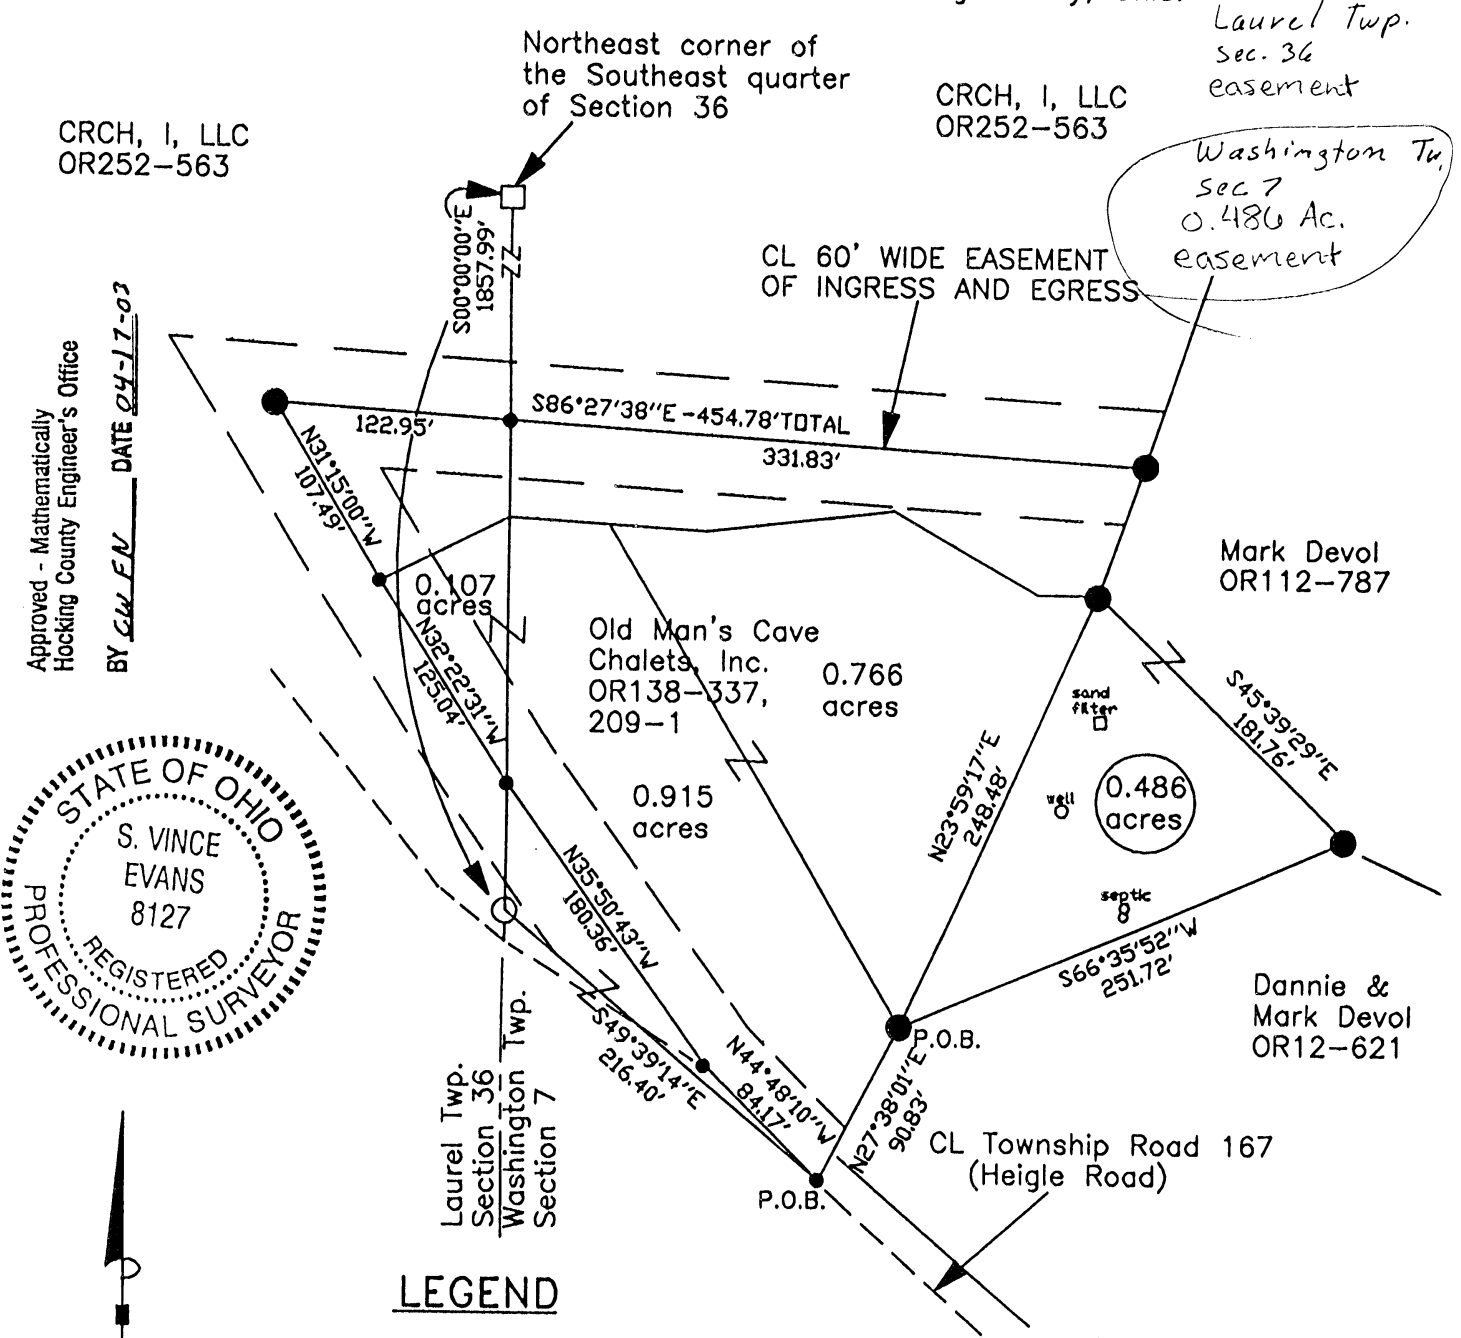 Laurel Twp.
Sec. 36
easement
Northeast corner of
the Southeast quarter
of Section 36
CRCH, I, LLC
OR252-563
CRCH, I, LLC
OR252-563
Washington Tw.
Sec 7
0.486 Ac.
easement
S00°00'00"E
1857.99'
CL 60' WIDE EASEMENT
OF INGRESS AND EGRESS
Approved - Mathematically
Hocking County Engineer's Office
BY CW FN DATE 04-17-03
S86°27'38"E -454.78'TOTAL
122.95'
331.83'
N31°15'00"W
107.49'
Mark Devol
OR112-787
0.107
acres
N32°22'31"W
125.04'
Old Man's Cave
Chalets, Inc.
OR138-337,
209-1
0.766
acres
sand
filter
S45°39'29"E
181.76'
N23°59'17"E
248.48'
well
0.486
acres
0.915
acres
STATE OF OHIO
S. VINCE
EVANS
8127
REGISTERED
PROFESSIONAL SURVEYOR
N35°50'43"W
180.36'
septic
S66°35'52"W
251.72'
Dannie &
Mark Devol
OR12-621
P.O.B.
S49°39'14"E
216.40'
N44°48'10"W
84.17'
N27°38'01"E
90.83'
Laurel Twp.
Section 36
Washington Twp.
Section 7
CL Township Road 167
(Heigle Road)
P.O.B.
LEGEND